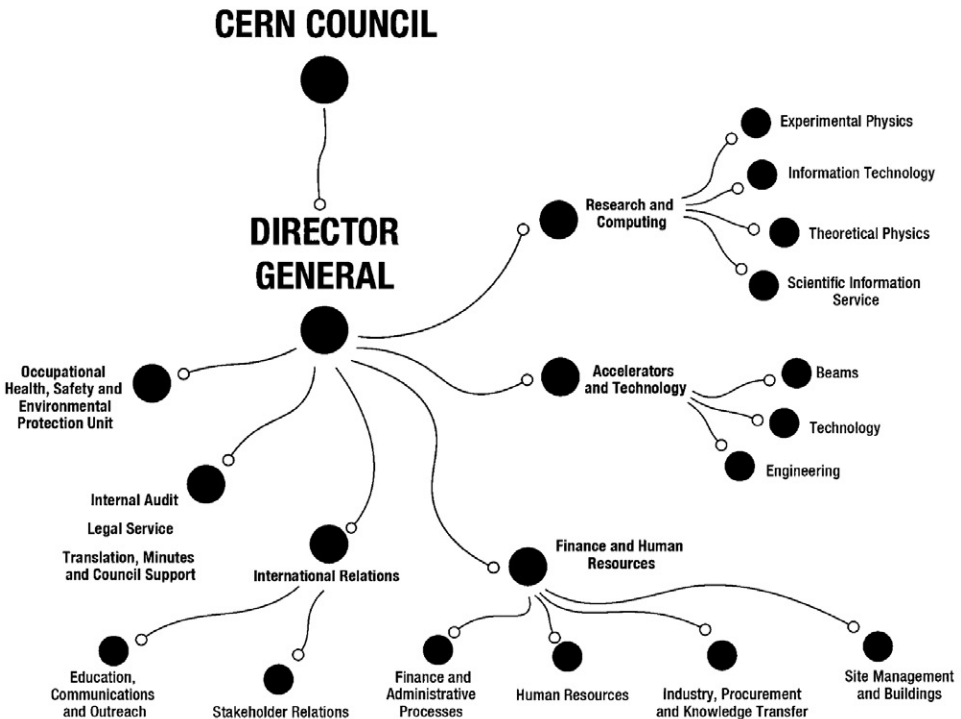 CERN COUNCIL
DIRECTOR
GENERAL
Research and
Computing
Experimental Physics
Information Technology
Theoretical Physics
Scientific Information
Service
Occupational
Health, Safety and
Environmental
Protection Unit
Accelerators
and Technology
Beams
Technology
Engineering
Internal Audit
Legal Service
Translation, Minutes
and Council Support
International Relations
Finance and Human
Resources
Education,
Communications
and Outreach
Stakeholder Relations
Finance and
Administrative
Processes
Human Resources
Industry, Procurement
and Knowledge Transfer
Site Management
and Buildings